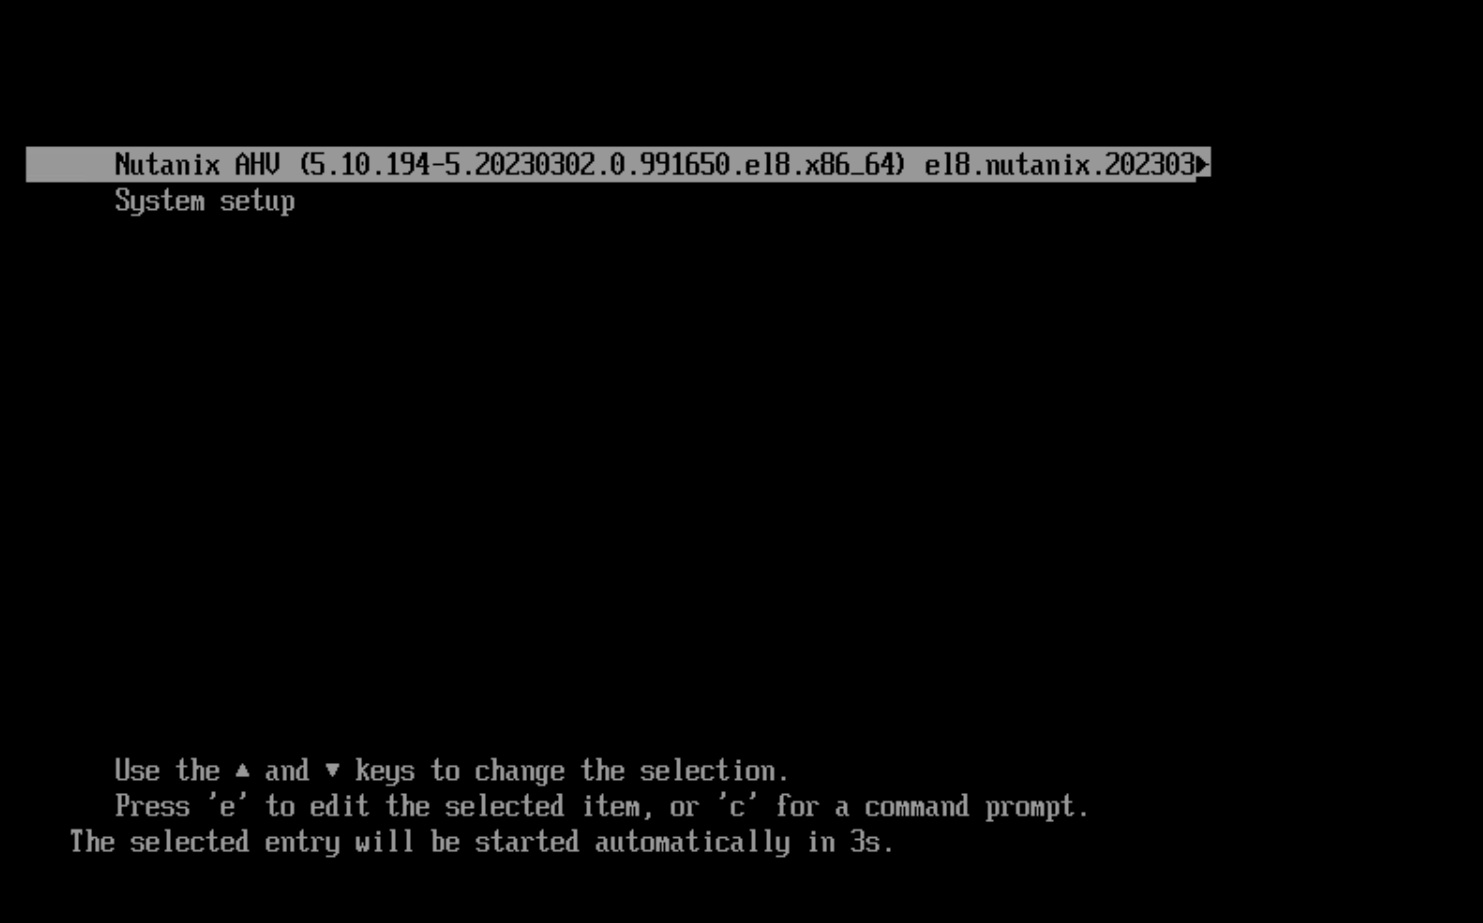 Nutanix AHV (5.10.194-5.20230302.0.991650.el8.x86_64) el8.nutanix.202303▶
System setup
Use the ▲ and ▼ keys to change the selection.
Press 'e' to edit the selected item, or 'c' for a command prompt.
The selected entry will be started automatically in 3s.